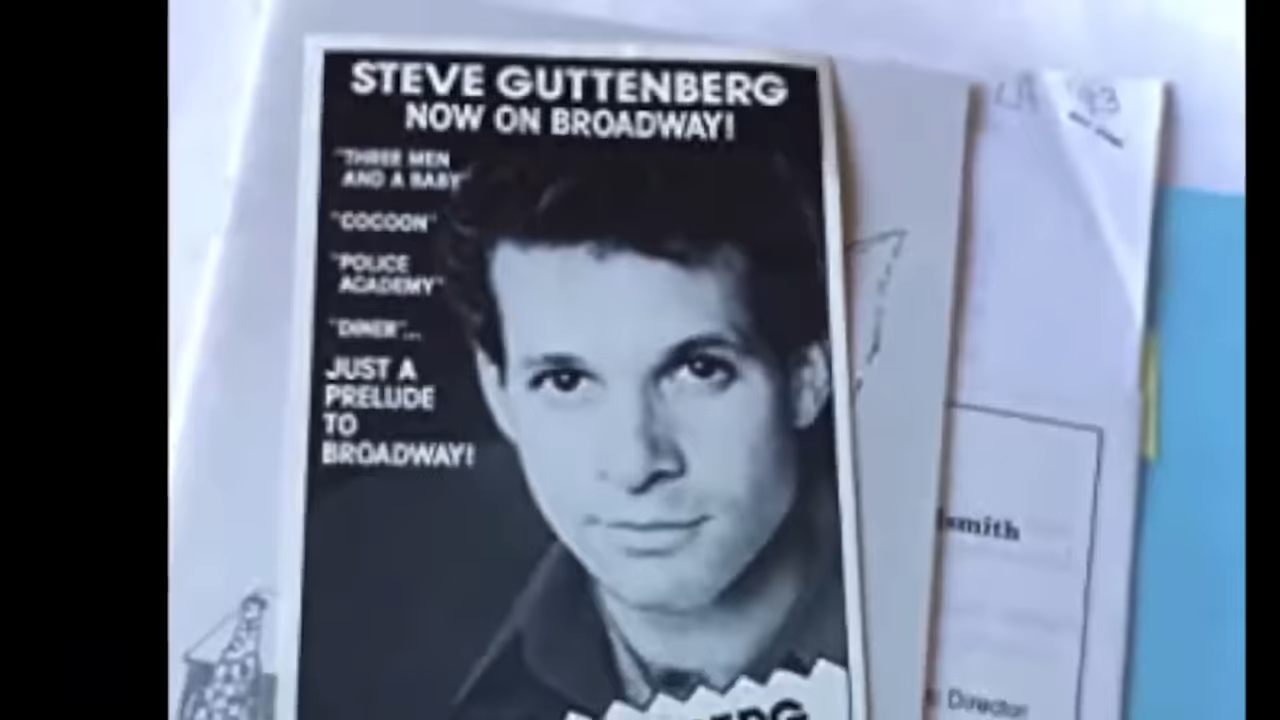 STEVE GUTTENBERG
NOW ON BROADWAY!
"THREE MEN
AND A BABY"
"COCOON"
"POLICE
ACADEMY"
"DINER"...
JUST A
PRELUDE
TO
BROADWAY!
'93
smith
Director